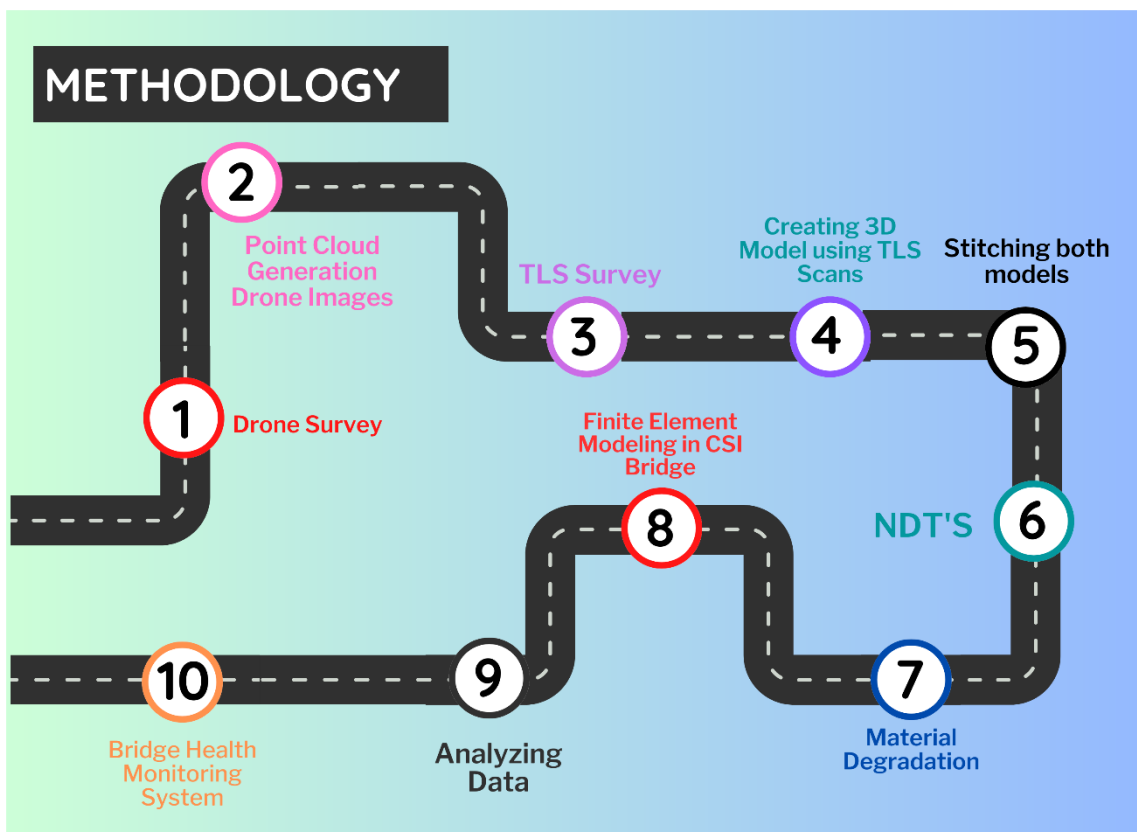 METHODOLOGY
1
Drone Survey
2
Point Cloud
Generation
Drone Images
3
TLS Survey
4
Creating 3D
Model using TLS
Scans
5
Stitching both
models
6
NDT'S
7
Material
Degradation
8
Finite Element
Modeling in CSI
Bridge
9
Analyzing
Data
10
Bridge Health
Monitoring
System